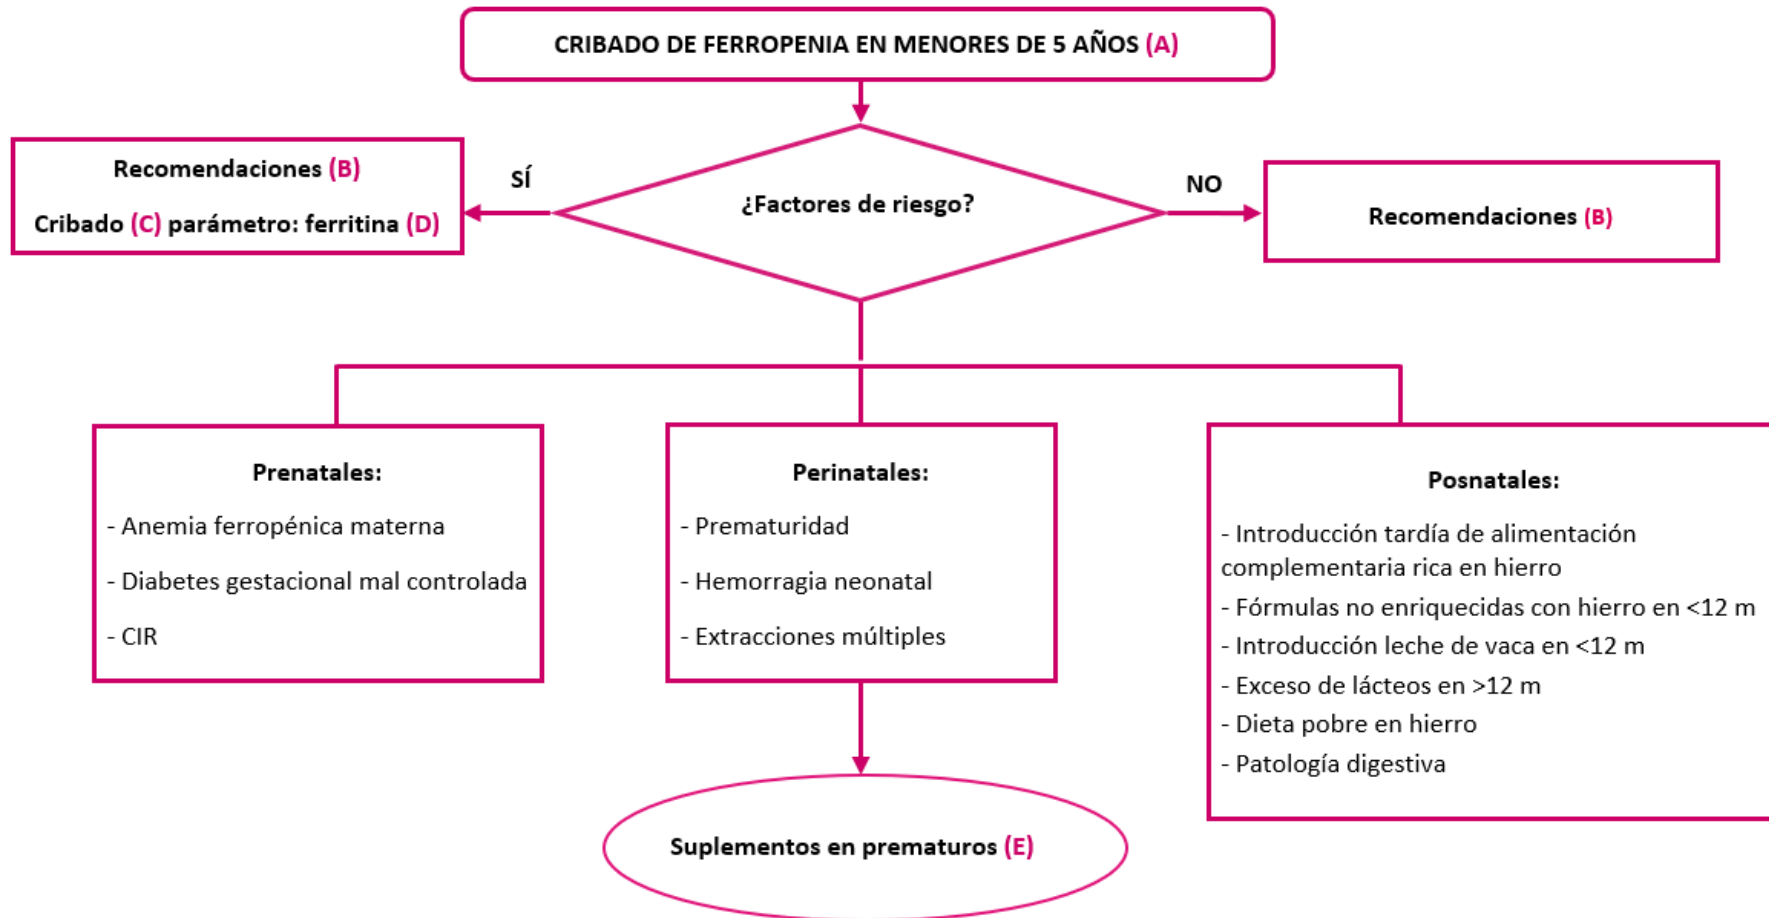 CRIBADO DE FERROPENIA EN MENORES DE 5 AÑOS (A)
Recomendaciones (B)
Cribado (C) parámetro: ferritina (D)
SÍ
¿Factores de riesgo?
NO
Recomendaciones (B)
Prenatales:
- Anemia ferropénica materna
- Diabetes gestacional mal controlada
- CIR
Perinatales:
- Prematuridad
- Hemorragia neonatal
- Extracciones múltiples
Posnatales:
- Introducción tardía de alimentación
complementaria rica en hierro
- Fórmulas no enriquecidas con hierro en <12 m
- Introducción leche de vaca en <12 m
- Exceso de lácteos en >12 m
- Dieta pobre en hierro
- Patología digestiva
Suplementos en prematuros (E)